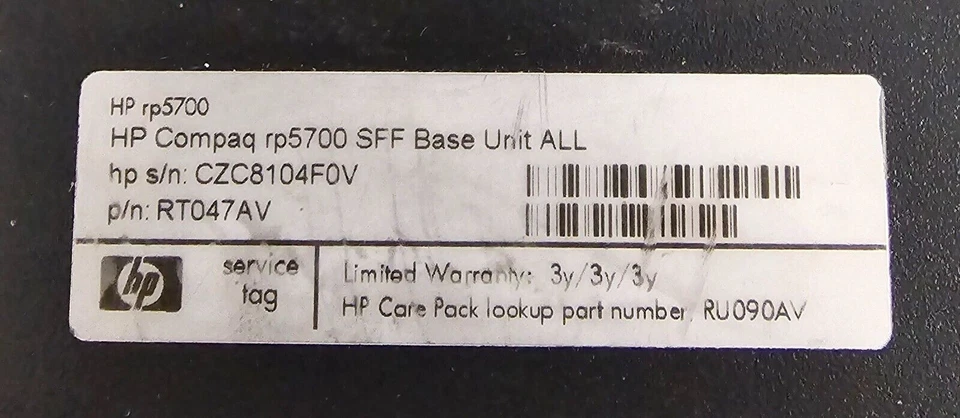 HP rp5700
HP Compaq rp5700 SFF Base Unit ALL
hp s/n: CZC8104F0V
p/n: RT047AV
hp
service
tag
Limited Warranty: 3y/3y/3y
HP Care Pack lookup part number RU090AV